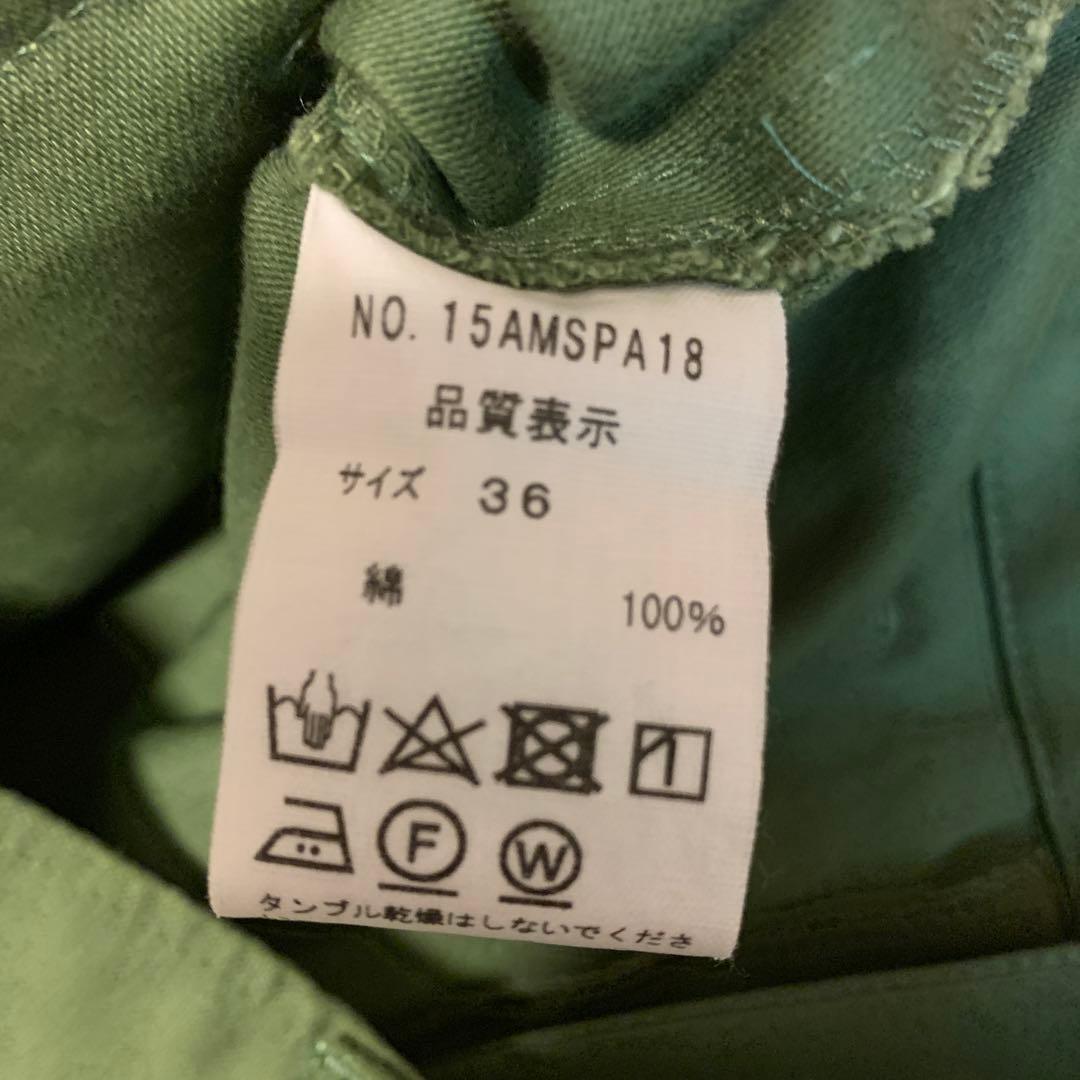 NO. 15AMSPA18
品質表示
サイズ 36
綿 100%
F W
タンブル乾燥はしないでくださ